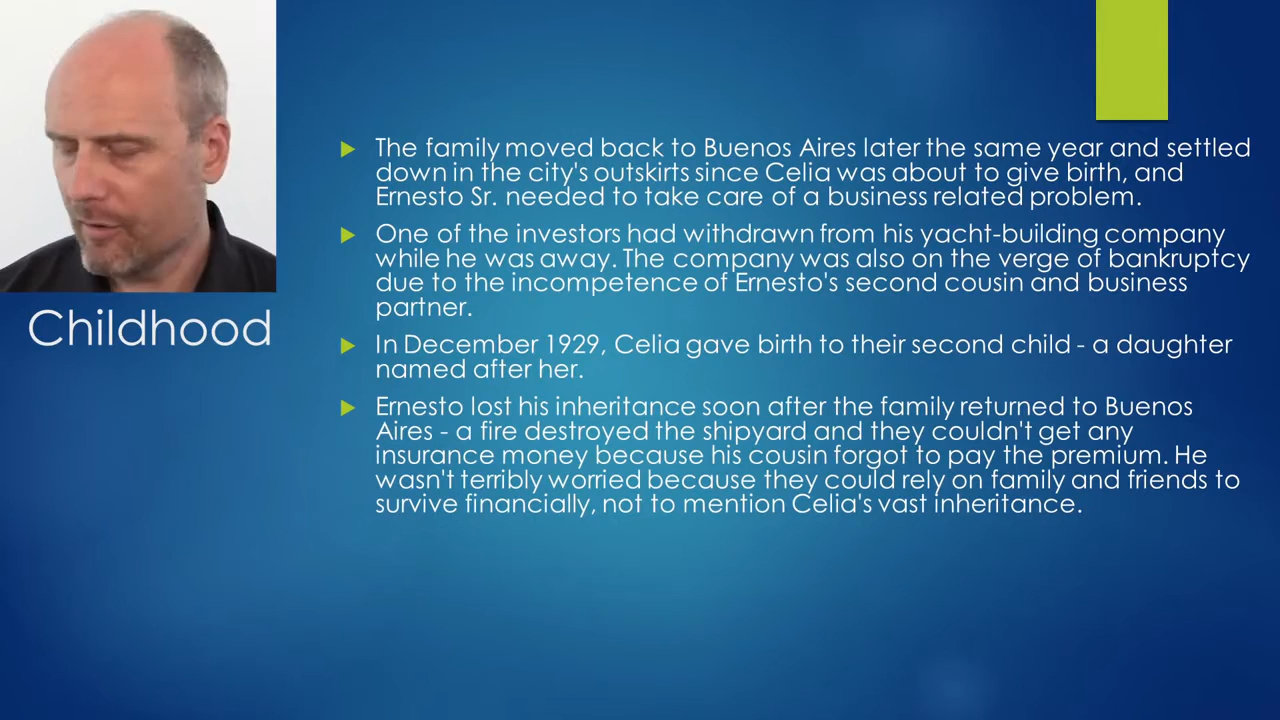 Childhood
The family moved back to Buenos Aires later the same year and settled
down in the city's outskirts since Celia was about to give birth, and
Ernesto Sr. needed to take care of a business related problem.
One of the investors had withdrawn from his yacht-building company
while he was away. The company was also on the verge of bankruptcy
due to the incompetence of Ernesto's second cousin and business
partner.
In December 1929, Celia gave birth to their second child - a daughter
named after her.
Ernesto lost his inheritance soon after the family returned to Buenos
Aires - a fire destroyed the shipyard and they couldn't get any
insurance money because his cousin forgot to pay the premium. He
wasn't terribly worried because they could rely on family and friends to
survive financially, not to mention Celia's vast inheritance.